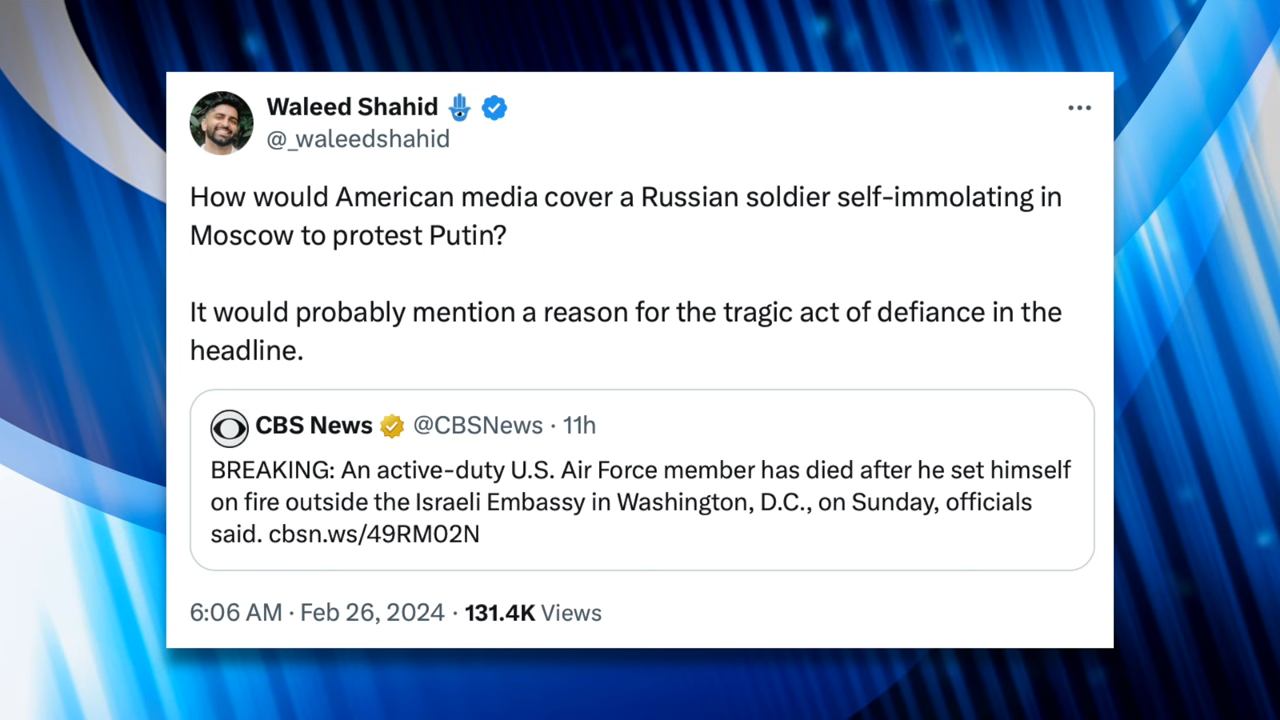 Waleed Shahid
@_waleedshahid
How would American media cover a Russian soldier self-immolating in
Moscow to protest Putin?
It would probably mention a reason for the tragic act of defiance in the
headline.
CBS News @CBSNews · 11h
BREAKING: An active-duty U.S. Air Force member has died after he set himself
on fire outside the Israeli Embassy in Washington, D.C., on Sunday, officials
said. cbsn.ws/49RM02N
6:06 AM · Feb 26, 2024 · 131.4K Views